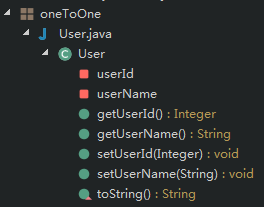 oneToOne
User.java
User
userId
userName
getUserId() : Integer
getUserName() : String
setUserId(Integer) : void
setUserName(String) : void
toString() : String